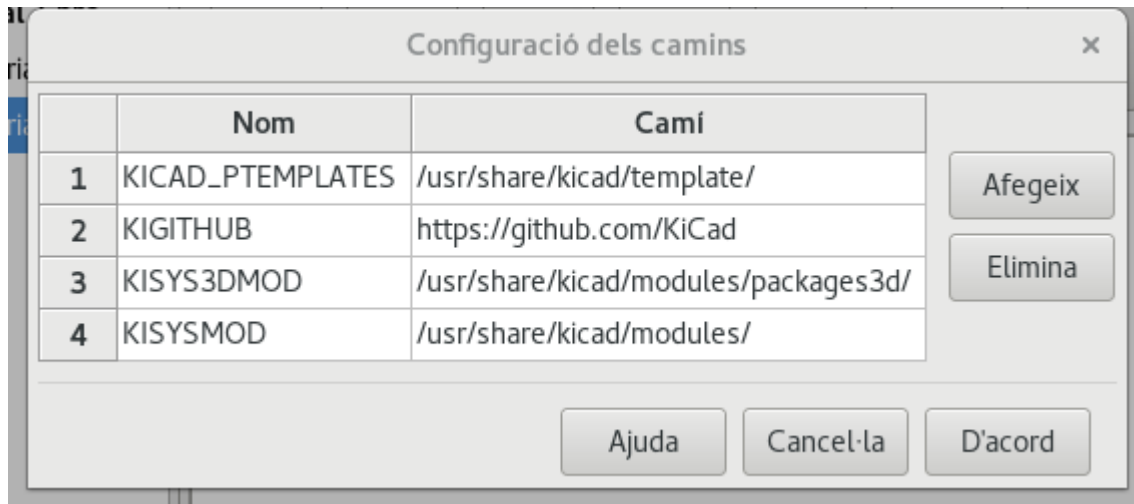 Configuració dels camins ×
Nom Camí
1 KICAD_PTEMPLATES /usr/share/kicad/template/
2 KIGITHUB https://github.com/KiCad
3 KISYS3DMOD /usr/share/kicad/modules/packages3d/
4 KISYSMOD /usr/share/kicad/modules/
Afegeix
Elimina
Ajuda Cancel·la D'acord